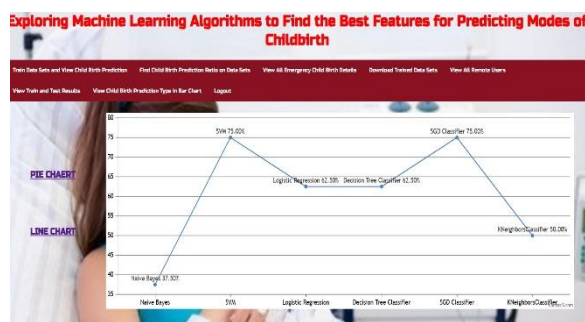 Exploring Machine Learning Algorithms to Find the Best Features for Predicting Modes of
Childbirth
Train Data Sets and View Child Birth Prediction Find Child Birth Prediction Ratio on Data Sets View All Emergency Child Birth Details Download Trained Data Sets View All Remote Users
View Train and Test Results View Child Birth Prediction Type in Bar Chart Logout
80
SVM 75.00% SGD Classifier 75.00%
75
70
65
PIE CHAERT
Logistic Regression 62.50% Decision Tree Classifier 62.50%
60
55
LINE CHART
KNeighborsClassifier 50.00%
50
45
40
Naive Bayes 37.50%
35
Naive Bayes SVM Logistic Regression Decision Tree Classifier SGD Classifier KNeighborsClassifier